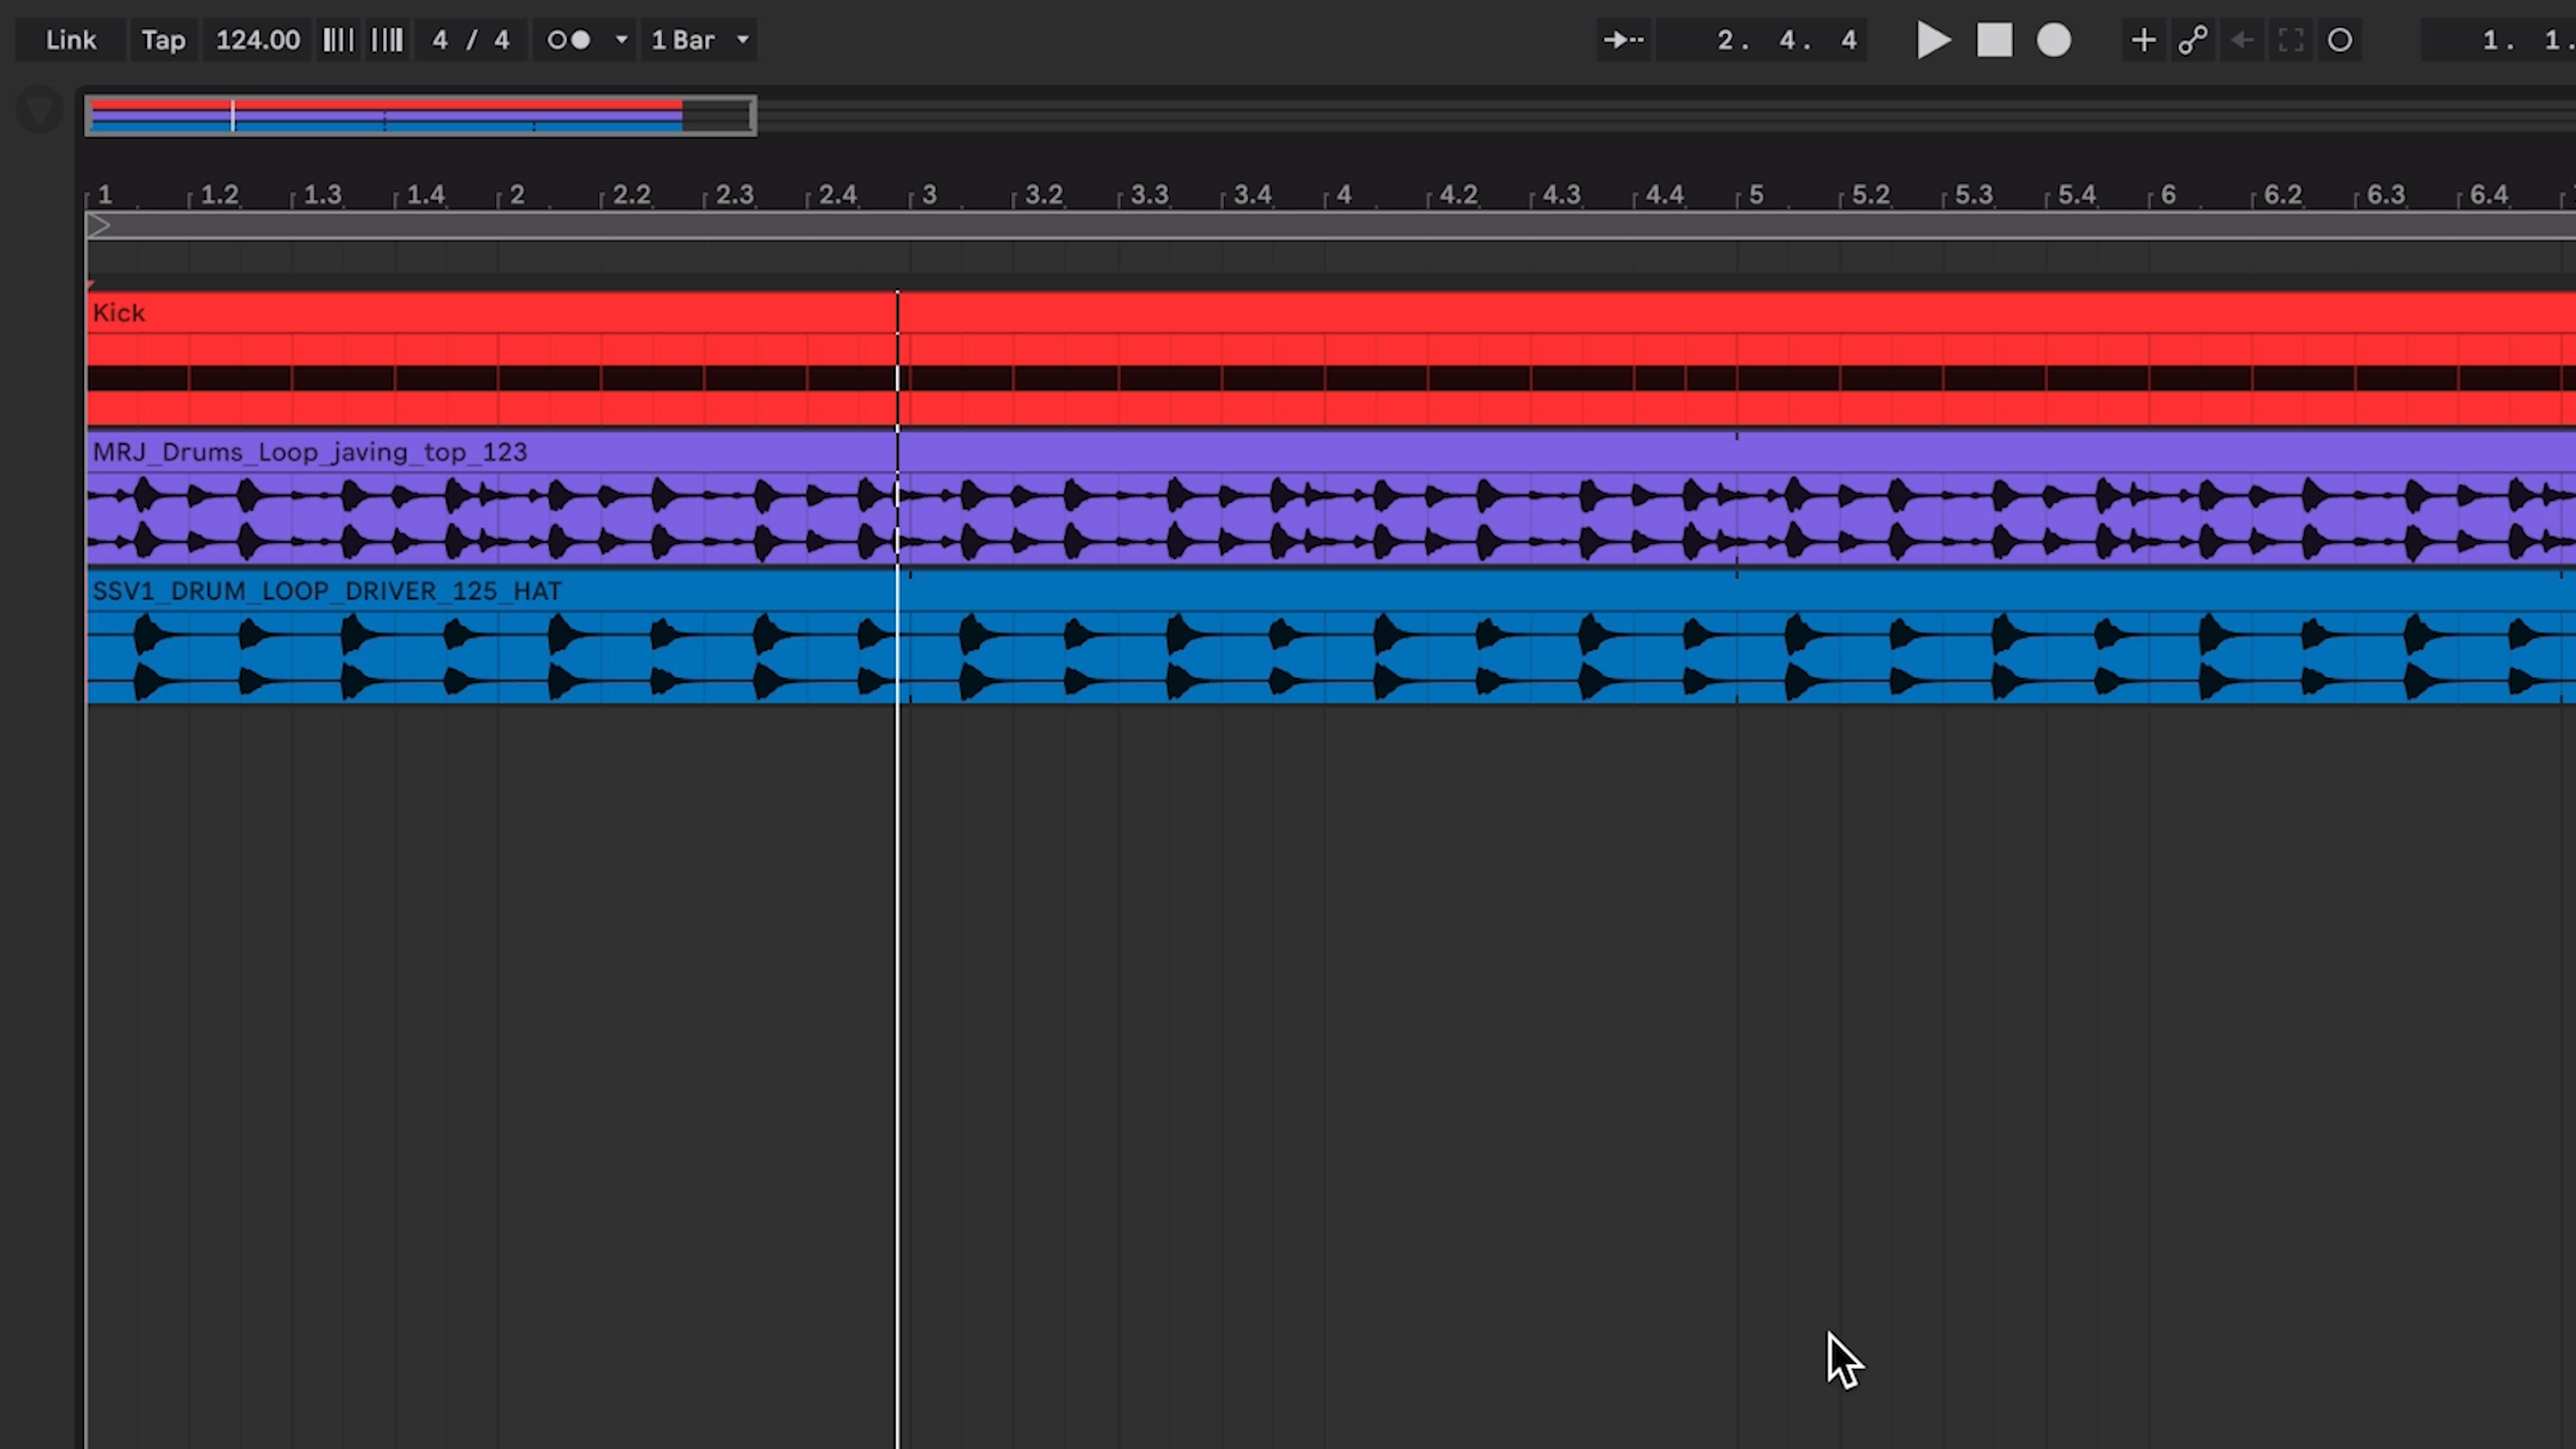 Link Tap 124.00 4 / 4 1 Bar 2. 4. 4 1. 1.
1 1.2 1.3 1.4 2 2.2 2.3 2.4 3 3.2 3.3 3.4 4 4.2 4.3 4.4 5 5.2 5.3 5.4 6 6.2 6.3 6.4
Kick
MRJ_Drums_Loop_javing_top_123
SSV1_DRUM_LOOP_DRIVER_125_HAT